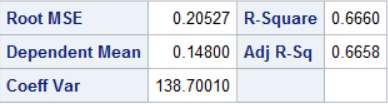 Root MSE 0.20527 R-Square 0.6660
Dependent Mean 0.14800 Adj R-Sq 0.6658
Coeff Var 138.70010